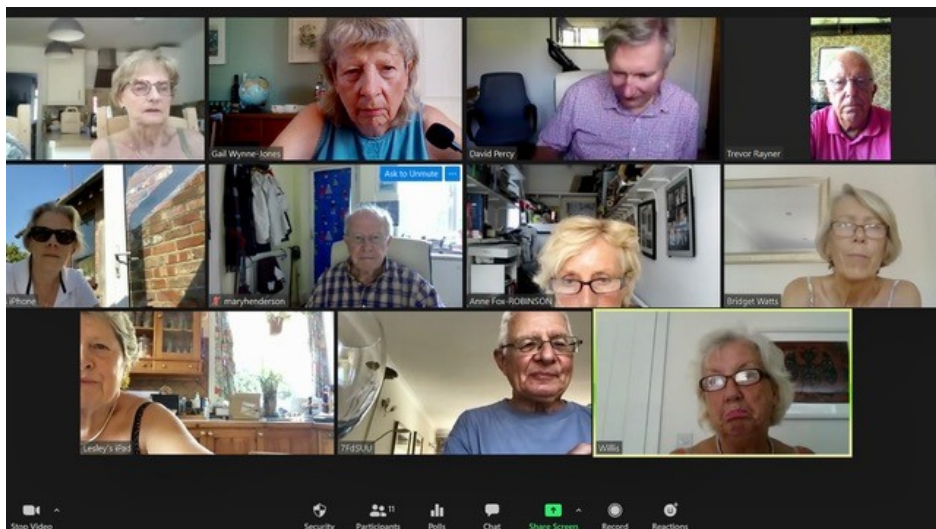 Gail Wynne-Jones
David Percy
Trevor Rayner
iPhone
Ask to Unmute ...
maryhenderson
Anne Fox-ROBINSON
Bridget Watts
Lesley's iPad
7FdSUU
Willis
11
Stop Video
Security
Participants
Polls
Chat
Share Screen
Record
Reactions